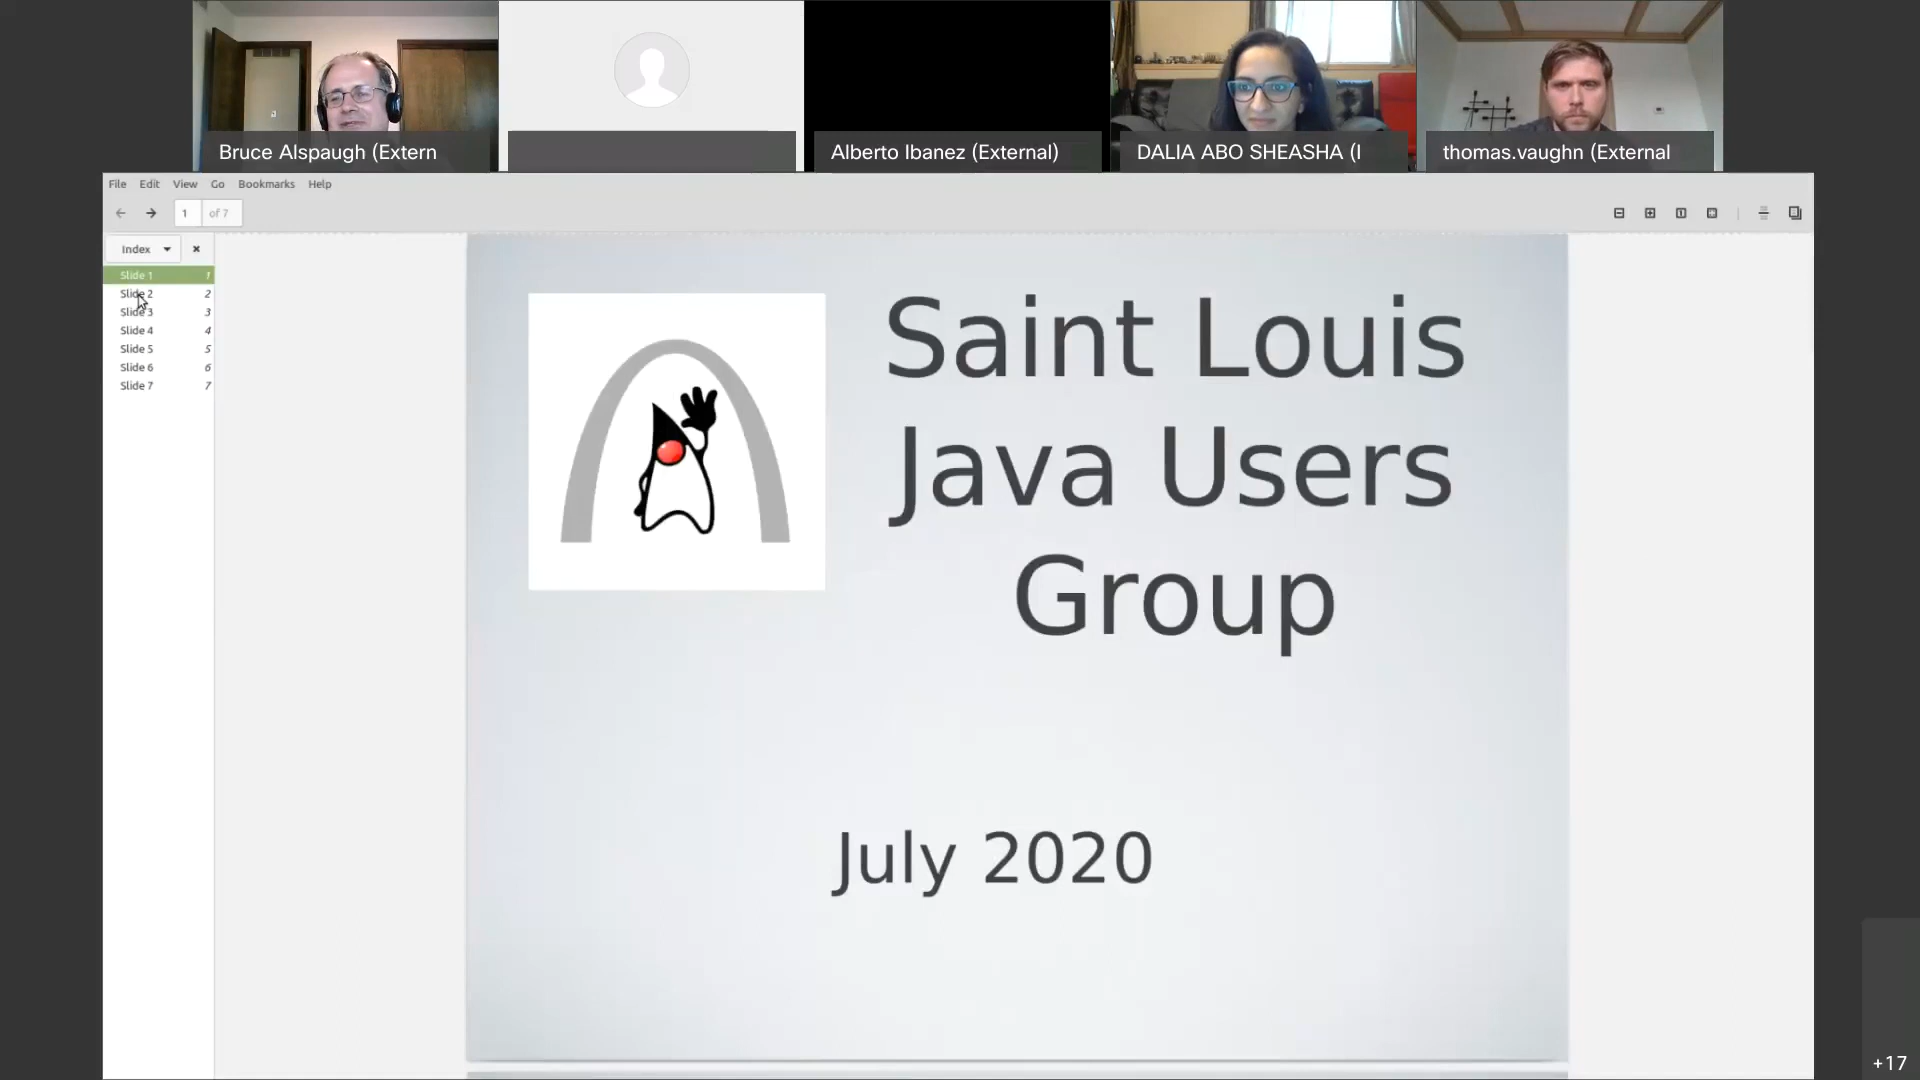 Bruce Alspaugh (Extern
Alberto Ibanez (External)
DALIA ABO SHEASHA (I
thomas.vaughn (External
File Edit View Go Bookmarks Help
1 of 7
Index
Slide 1 1
Slide 2 2
Slide 3 3
Slide 4 4
Slide 5 5
Slide 6 6
Slide 7 7
Saint Louis
Java Users
Group
July 2020
+17